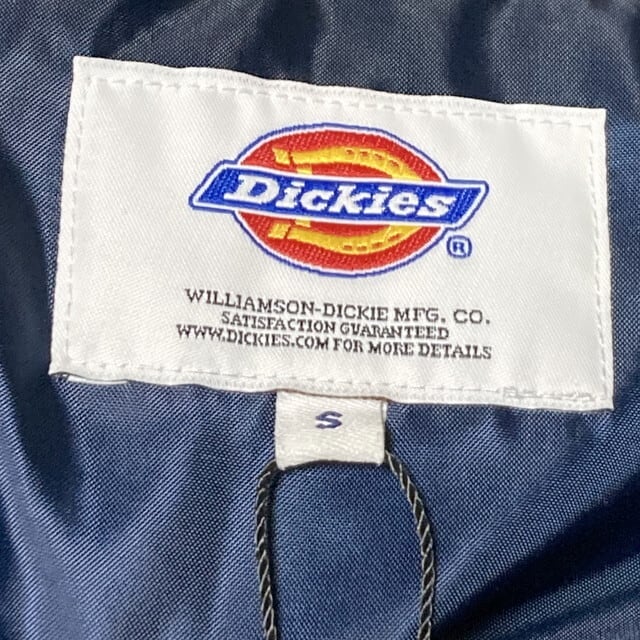 Dickies
®
WILLIAMSON-DICKIE MFG. CO.
SATISFACTION GUARANTEED
WWW.DICKIES.COM FOR MORE DETAILS
S